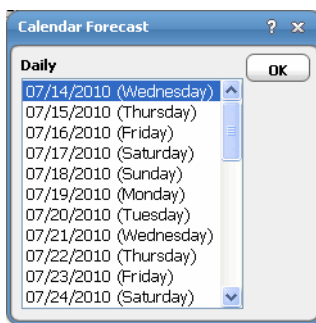 Calendar Forecast ? x
Daily
OK
07/14/2010 (Wednesday)
07/15/2010 (Thursday)
07/16/2010 (Friday)
07/17/2010 (Saturday)
07/18/2010 (Sunday)
07/19/2010 (Monday)
07/20/2010 (Tuesday)
07/21/2010 (Wednesday)
07/22/2010 (Thursday)
07/23/2010 (Friday)
07/24/2010 (Saturday)